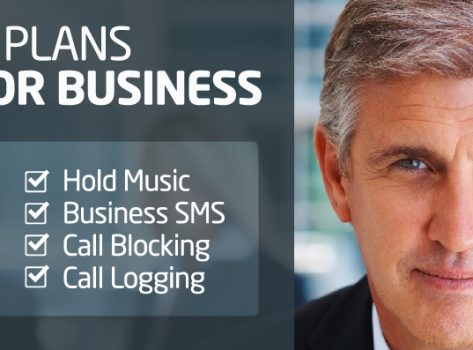 PLANS
OR BUSINESS
Hold Music
Business SMS
Call Blocking
Call Logging